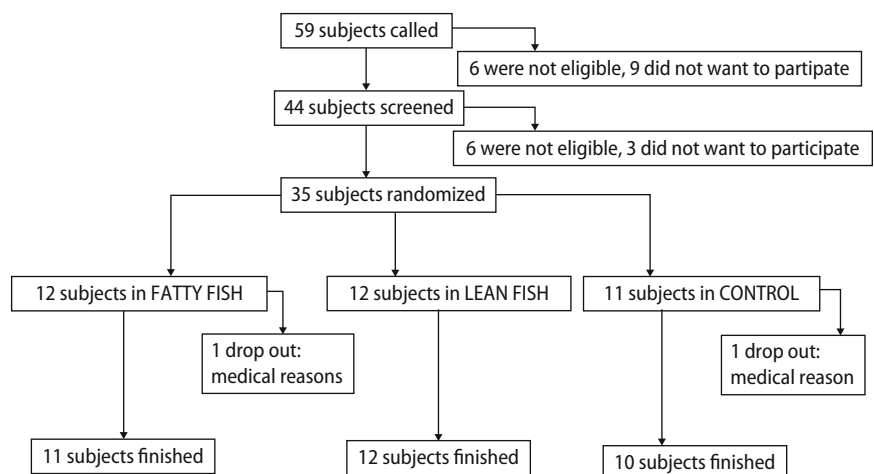 59 subjects called
6 were not eligible, 9 did not want to partipate
44 subjects screened
6 were not eligible, 3 did not want to participate
35 subjects randomized
12 subjects in FATTY FISH
12 subjects in LEAN FISH
11 subjects in CONTROL
1 drop out:
medical reasons
1 drop out:
medical reason
11 subjects finished
12 subjects finished
10 subjects finished